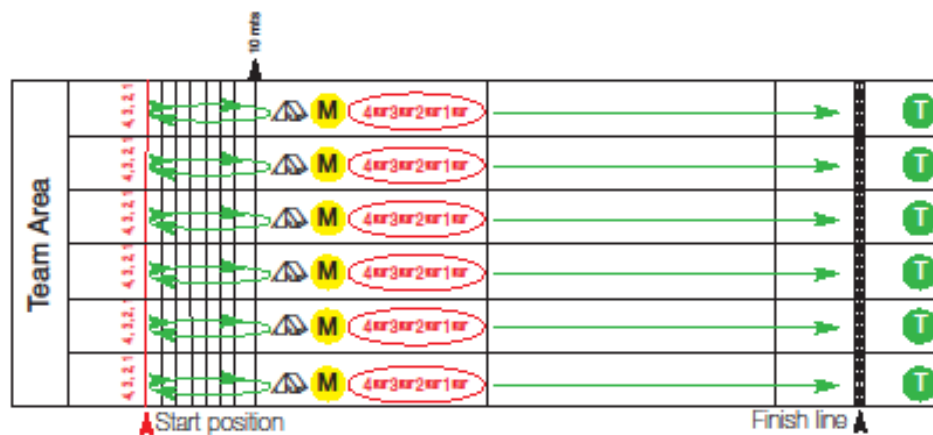 10 mts
Team Area
4, 3, 2, 1 M T
4, 3, 2, 1 M T
4, 3, 2, 1 M T
4, 3, 2, 1 M T
4, 3, 2, 1 M T
4, 3, 2, 1 M T
Start position
Finish line